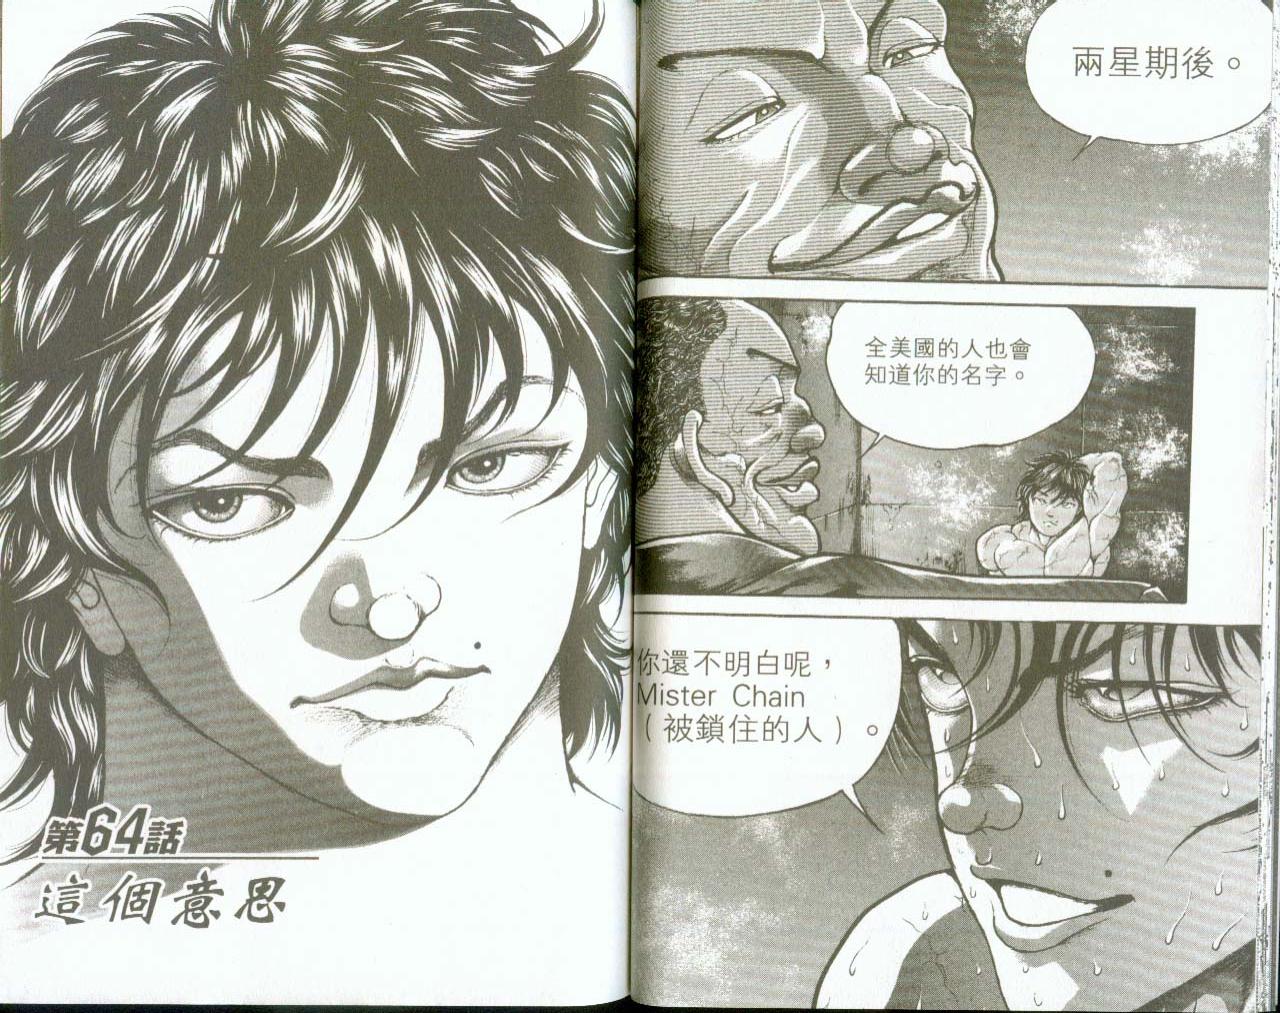 第64話
這個意思
兩星期後。
全美國的人也會
知道你的名字。
你還不明白呢，
Mister Chain
（被鎖住的人）。